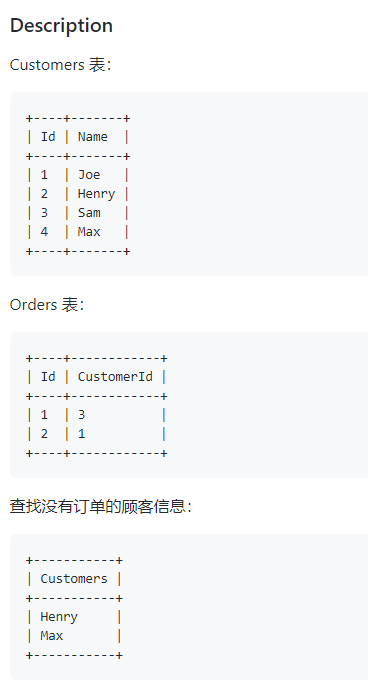 Description
Customers 表：
+----+-------+
| Id | Name  |
+----+-------+
| 1  | Joe   |
| 2  | Henry |
| 3  | Sam   |
| 4  | Max   |
+----+-------+
Orders 表：
+----+------------+
| Id | CustomerId |
+----+------------+
| 1  | 3          |
| 2  | 1          |
+----+------------+
查找没有订单的顾客信息：
+-----------+
| Customers |
+-----------+
| Henry     |
| Max       |
+-----------+